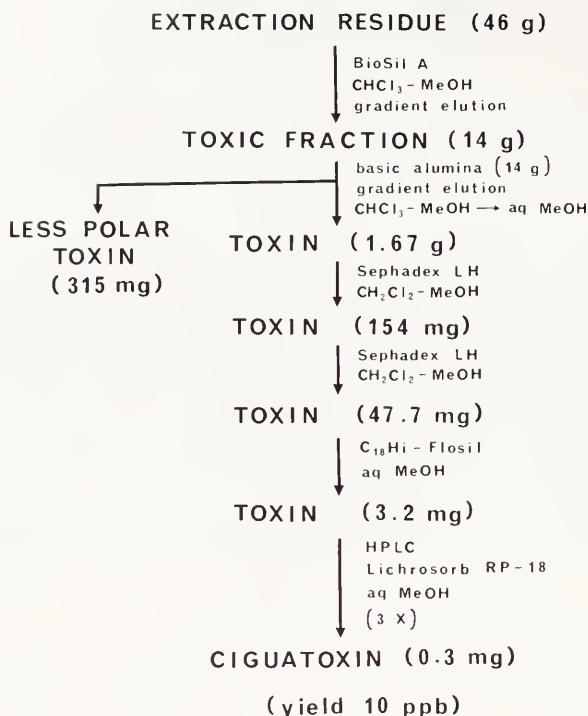 EXTRACTION RESIDUE (46 g)
BioSil A
CHCl₃-MeOH
gradient elution
TOXIC FRACTION (14 g)
basic alumina (14 g)
gradient elution
CHCl₃-MeOH → aq MeOH
LESS POLAR
TOXIN
(315 mg)
TOXIN (1.67 g)
Sephadex LH
CH₂Cl₂-MeOH
TOXIN (154 mg)
Sephadex LH
CH₂Cl₂-MeOH
TOXIN (47.7 mg)
C₁₈Hi-Flosil
aq MeOH
TOXIN (3.2 mg)
HPLC
Lichrosorb RP-18
aq MeOH
(3 X)
CIGUATOXIN (0.3 mg)
(yield 10 ppb)